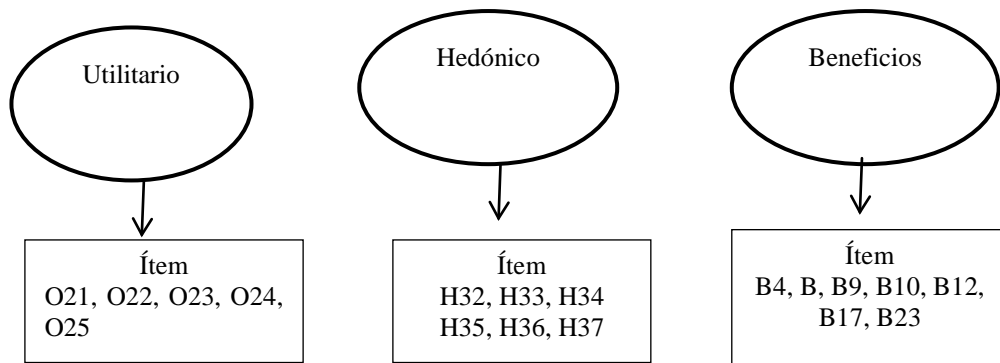 Utilitario
Hedónico
Beneficios
Ítem
O21, O22, O23, O24,
O25
Ítem
H32, H33, H34
H35, H36, H37
Ítem
B4, B, B9, B10, B12,
B17, B23